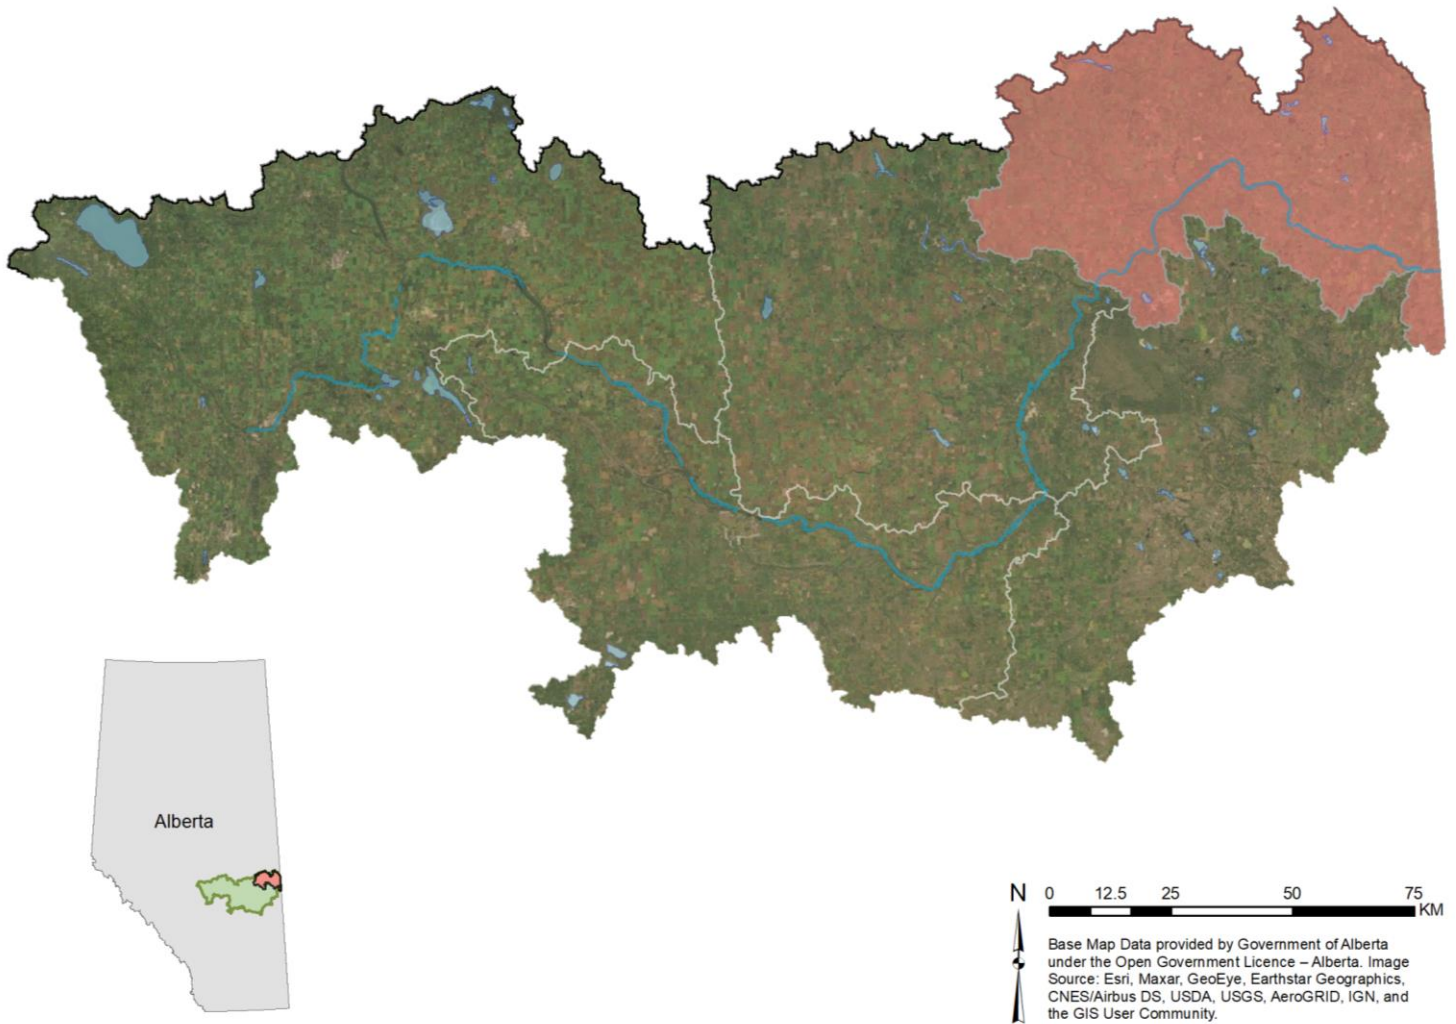 Alberta
N
0 12.5 25 50 75
KM
Base Map Data provided by Government of Alberta
under the Open Government Licence – Alberta. Image
Source: Esri, Maxar, GeoEye, Earthstar Geographics,
CNES/Airbus DS, USDA, USGS, AeroGRID, IGN, and
the GIS User Community.